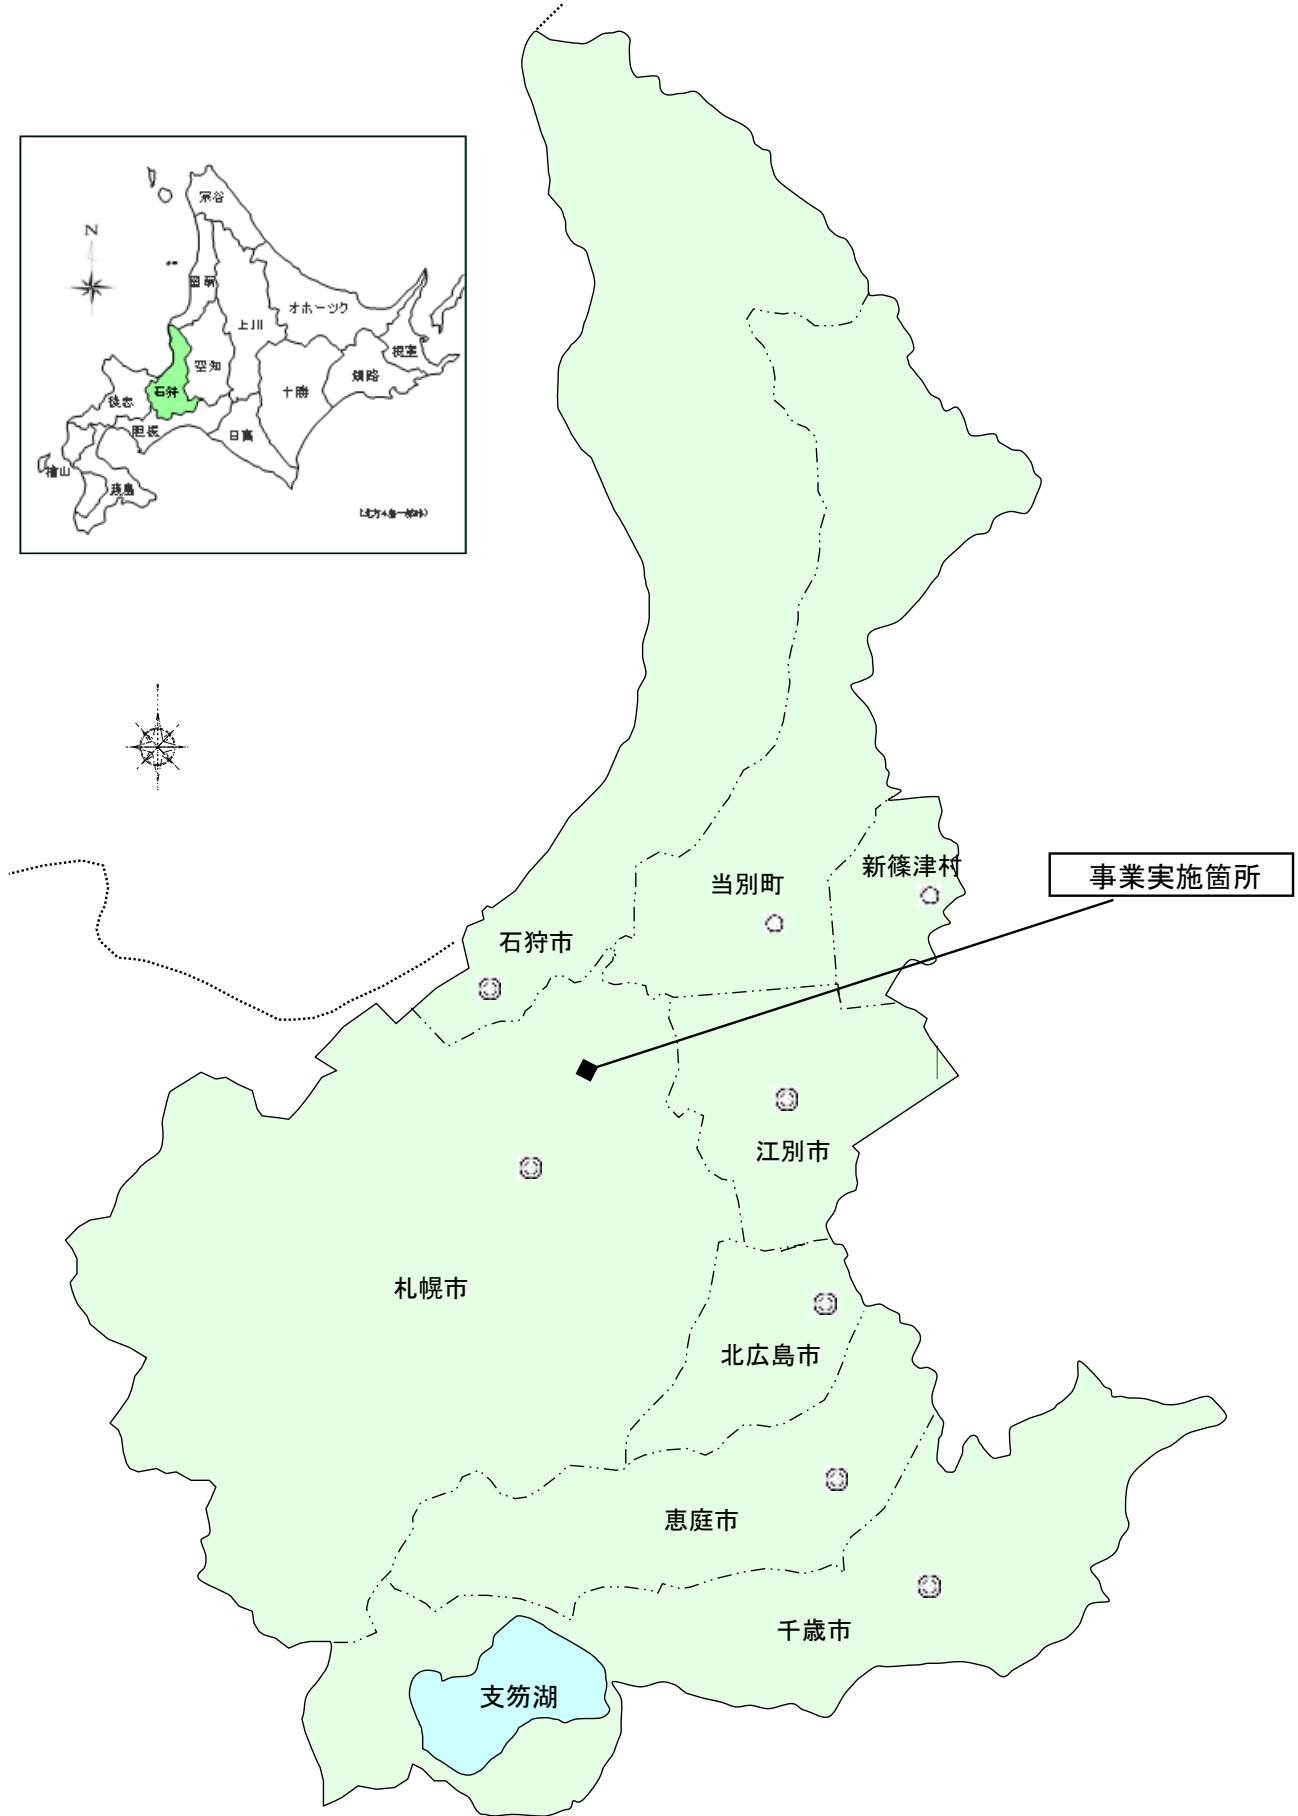 宗谷
N
留萌
オホーツク
上川
根室
空知
釧路
石狩
十勝
後志
胆振
日高
檜山
渡島
新篠津村
事業実施箇所
当別町
石狩市
江別市
札幌市
北広島市
恵庭市
千歳市
支笏湖